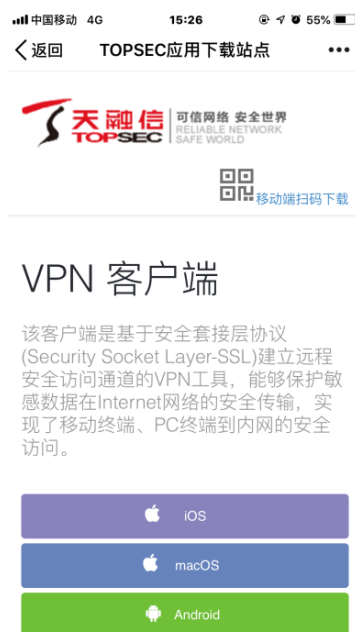 中国移动 4G 15:26 55%
返回 TOPSEC应用下载站点
天融信 可信网络 安全世界
TOPSEC RELIABLE NETWORK
SAFE WORLD
移动端扫码下载
VPN 客户端
该客户端是基于安全套接层协议
(Security Socket Layer-SSL)建立远程
安全访问通道的VPN工具，能够保护敏
感数据在Internet网络的安全传输，实
现了移动终端、PC终端到内网的安全
访问。
iOS
macOS
Android